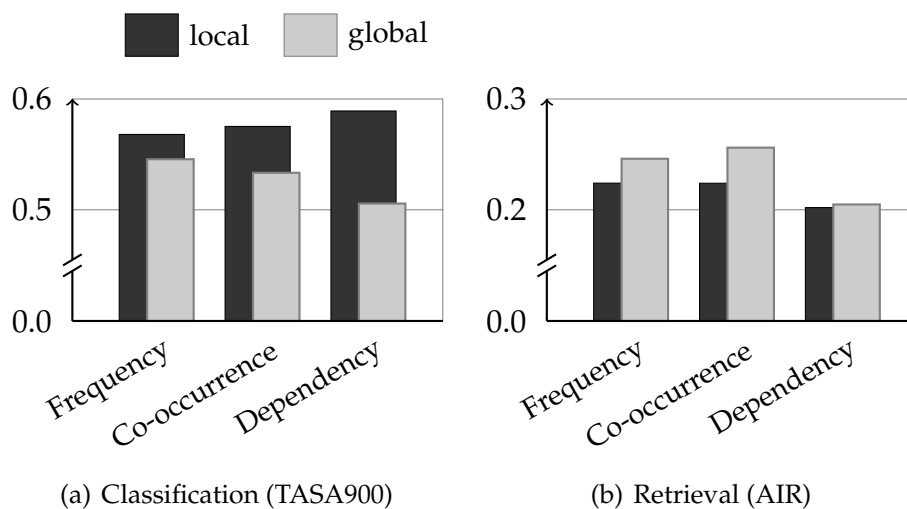 local global
0.6
0.5
0.0
Frequency
Co-occurrence
Dependency
(a) Classification (TASA900)
0.3
0.2
0.0
Frequency
Co-occurrence
Dependency
(b) Retrieval (AIR)